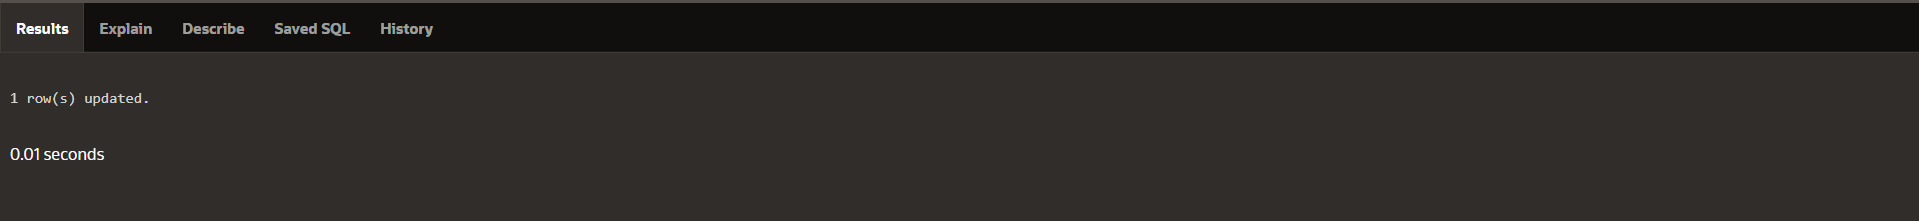 Results Explain Describe Saved SQL History
1 row(s) updated.
0.01 seconds